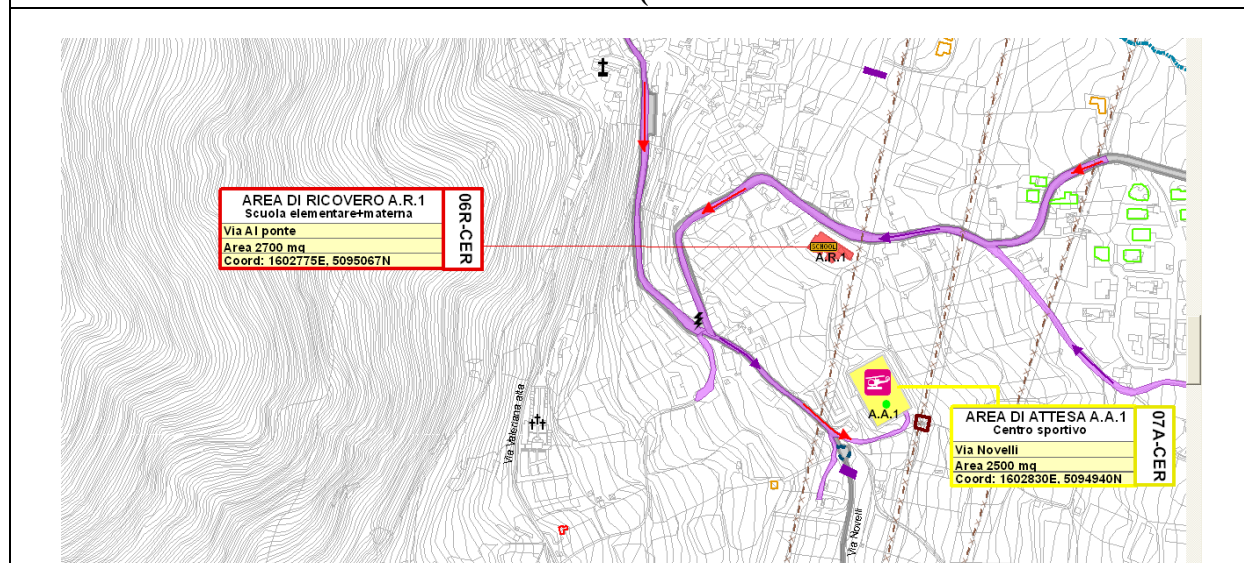 AREA DI RICOVERO A.R.1
Scuola elementare+materna
Via Al ponte
Area 2700 mq
Coord: 1602775E, 5095067N
06R-CER
SCHOOL
A.R.1
A.A.1
AREA DI ATTESA A.A.1
Centro sportivo
Via Novelli
Area 2500 mq
Coord: 1602830E, 5094940N
07A-CER
Via Valeriana alta
Via Novelli